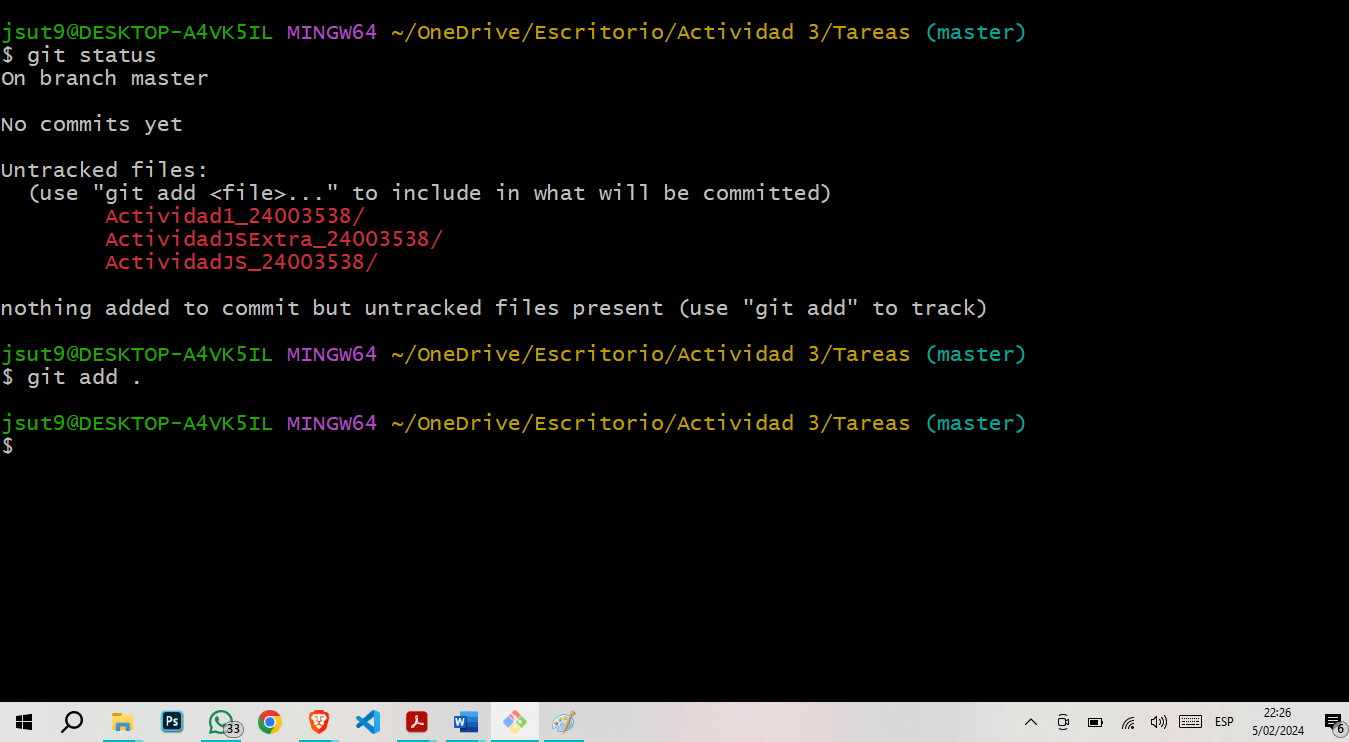 jsut9@DESKTOP-A4VK5IL MINGW64 ~/OneDrive/Escritorio/Actividad 3/Tareas (master)
$ git status
On branch master
No commits yet
Untracked files:
  (use "git add <file>..." to include in what will be committed)
        Actividad1_24003538/
        ActividadJSExtra_24003538/
        ActividadJS_24003538/
nothing added to commit but untracked files present (use "git add" to track)
jsut9@DESKTOP-A4VK5IL MINGW64 ~/OneDrive/Escritorio/Actividad 3/Tareas (master)
$ git add .
jsut9@DESKTOP-A4VK5IL MINGW64 ~/OneDrive/Escritorio/Actividad 3/Tareas (master)
$
Ps
33
W
ESP
22:26
5/02/2024
6